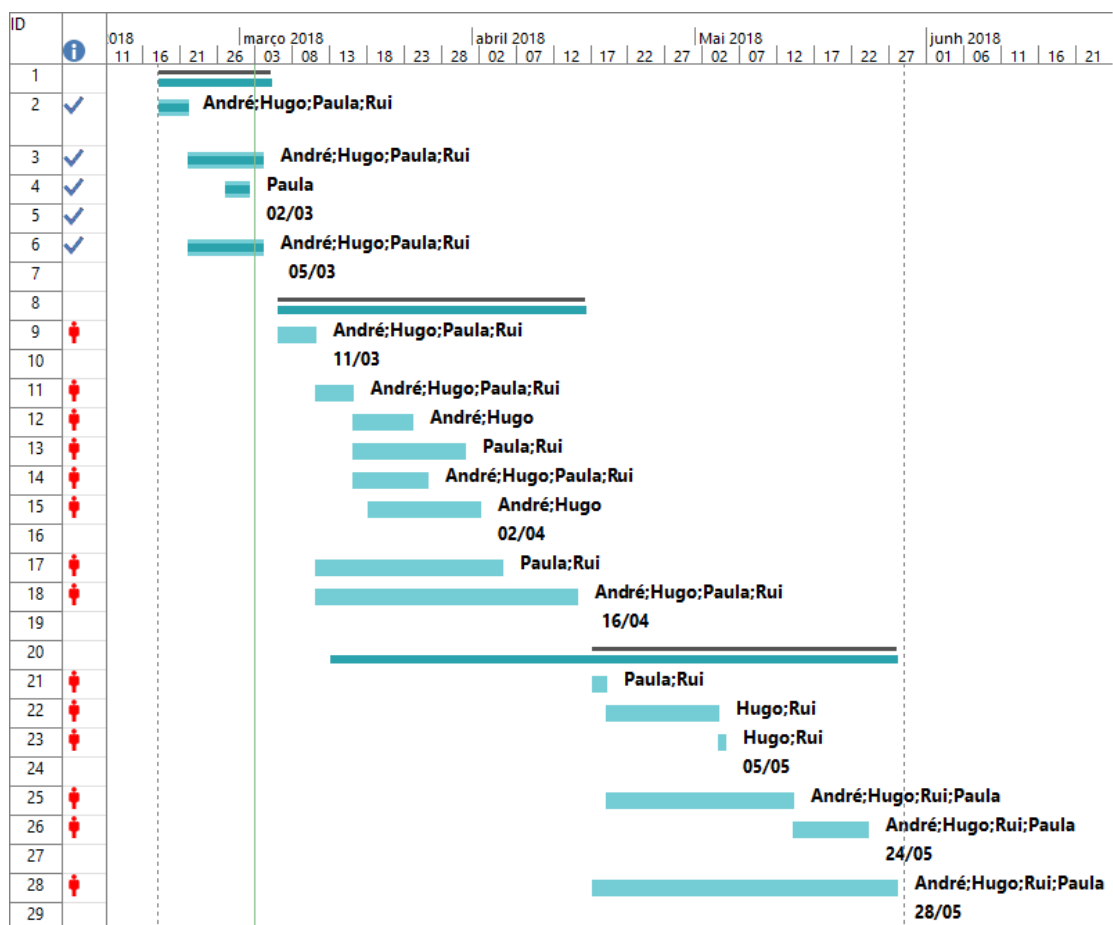 ID
018 março 2018 abril 2018 Mai 2018 junh 2018
11 16 21 26 03 08 13 18 23 28 02 07 12 17 22 27 02 07 12 17 22 27 01 06 11 16 21
1
2 André;Hugo;Paula;Rui
3 André;Hugo;Paula;Rui
4 Paula
5 02/03
6 André;Hugo;Paula;Rui
7 05/03
8
9 André;Hugo;Paula;Rui
10 11/03
11 André;Hugo;Paula;Rui
12 André;Hugo
13 Paula;Rui
14 André;Hugo;Paula;Rui
15 André;Hugo
16 02/04
17 Paula;Rui
18 André;Hugo;Paula;Rui
19 16/04
20
21 Paula;Rui
22 Hugo;Rui
23 Hugo;Rui
24 05/05
25 André;Hugo;Rui;Paula
26 André;Hugo;Rui;Paula
27 24/05
28 André;Hugo;Rui;Paula
29 28/05